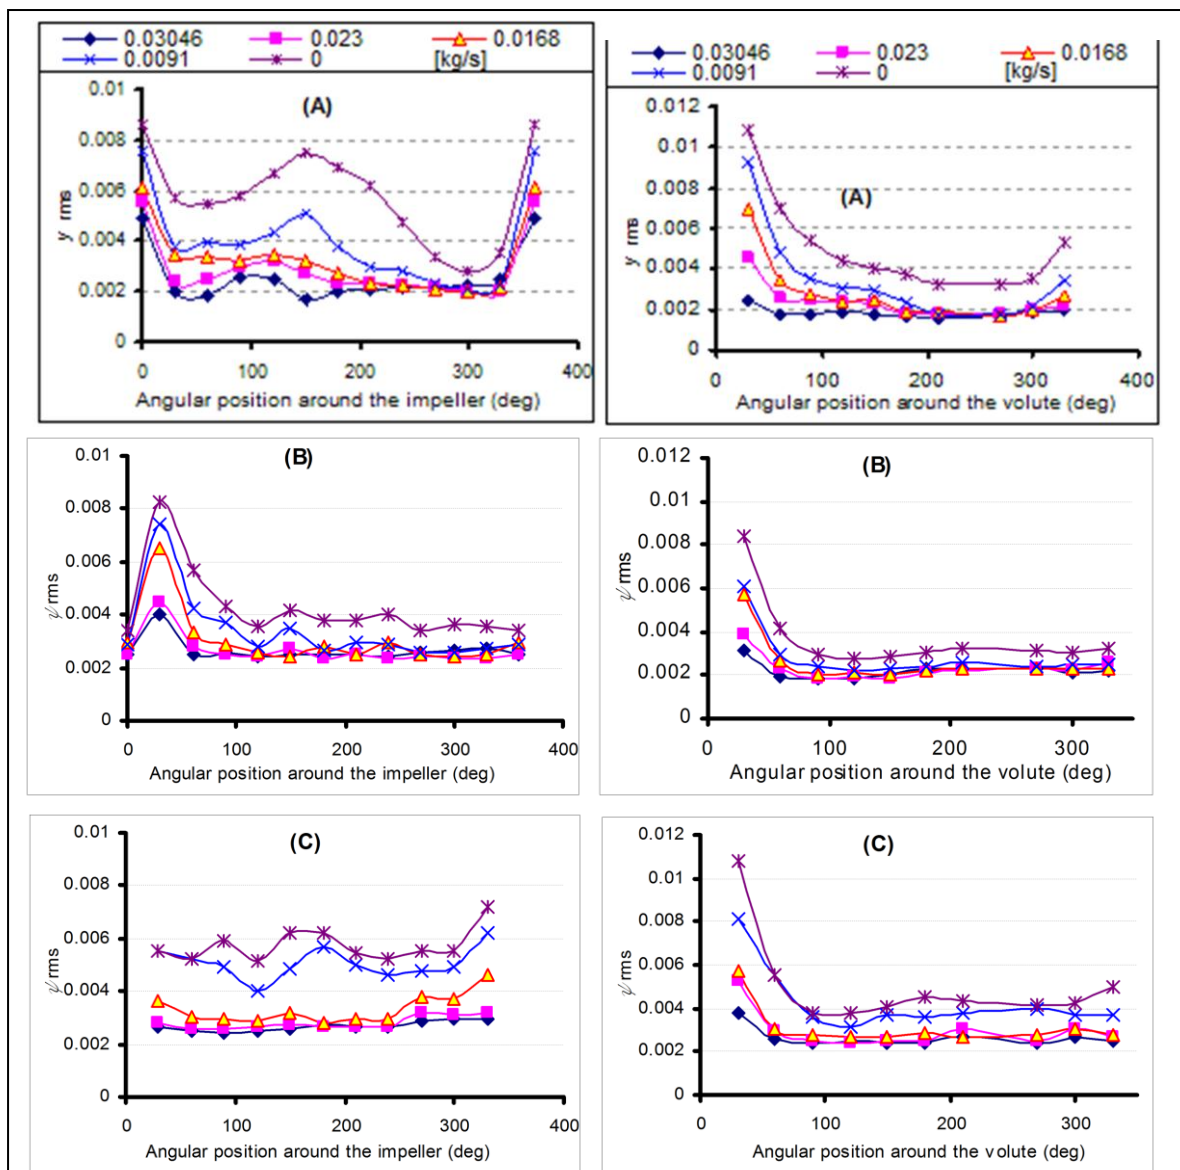 0.03046 0.023 0.0168
0.0091 0 [kg/s]
(A)
0.01
0.008
0.006
0.004
0.002
0
y rms
0 100 200 300 400
Angular position around the impeller (deg)
0.03046 0.023 0.0168
0.0091 0 [kg/s]
(A)
0.012
0.01
0.008
0.006
0.004
0.002
0
y rms
0 100 200 300 400
Angular position around the volute (deg)
(B)
0.01
0.008
0.006
0.004
0.002
0
ψ rms
0 100 200 300 400
Angular position around the impeller (deg)
(B)
0.012
0.01
0.008
0.006
0.004
0.002
0
ψ rms
0 100 200 300
Angular position around the volute (deg)
(C)
0.01
0.008
0.006
0.004
0.002
0
ψ rms
0 100 200 300 400
Angular position around the impeller (deg)
(C)
0.012
0.01
0.008
0.006
0.004
0.002
0
ψ rms
0 100 200 300
Angular position around the volute (deg)